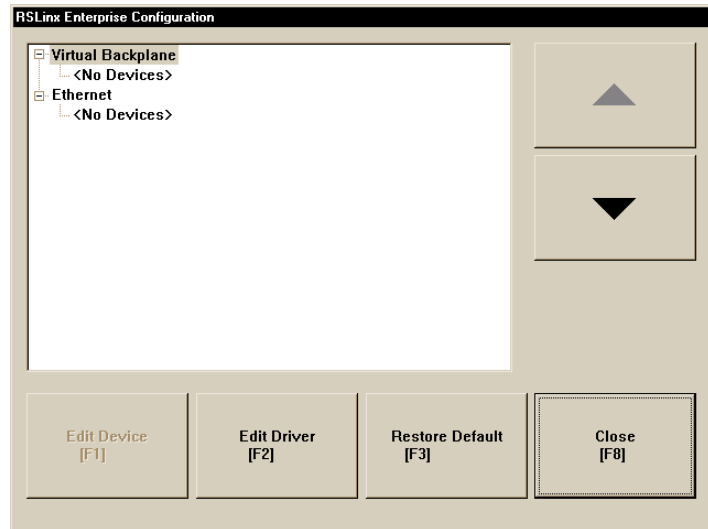 RSLinx Enterprise Configuration
Virtual Backplane
<No Devices>
Ethernet
<No Devices>
Edit Device
[F1]
Edit Driver
[F2]
Restore Default
[F3]
Close
[F8]